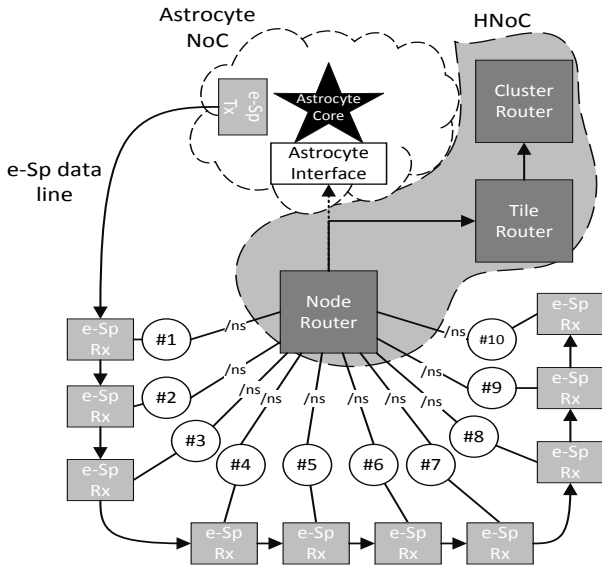 Astrocyte
NoC
HNoC
e-Sp
Tx
Astrocyte
Core
Astrocyte
Interface
Cluster
Router
e-Sp data
line
Tile
Router
Node
Router
e-Sp
Rx
#1
/ns
/ns
#10
e-Sp
Rx
e-Sp
Rx
#2
/ns
/ns
#9
e-Sp
Rx
e-Sp
Rx
#3
/ns
/ns
#8
e-Sp
Rx
#4
/ns
#5
/ns
#6
/ns
#7
/ns
e-Sp
Rx
e-Sp
Rx
e-Sp
Rx
e-Sp
Rx